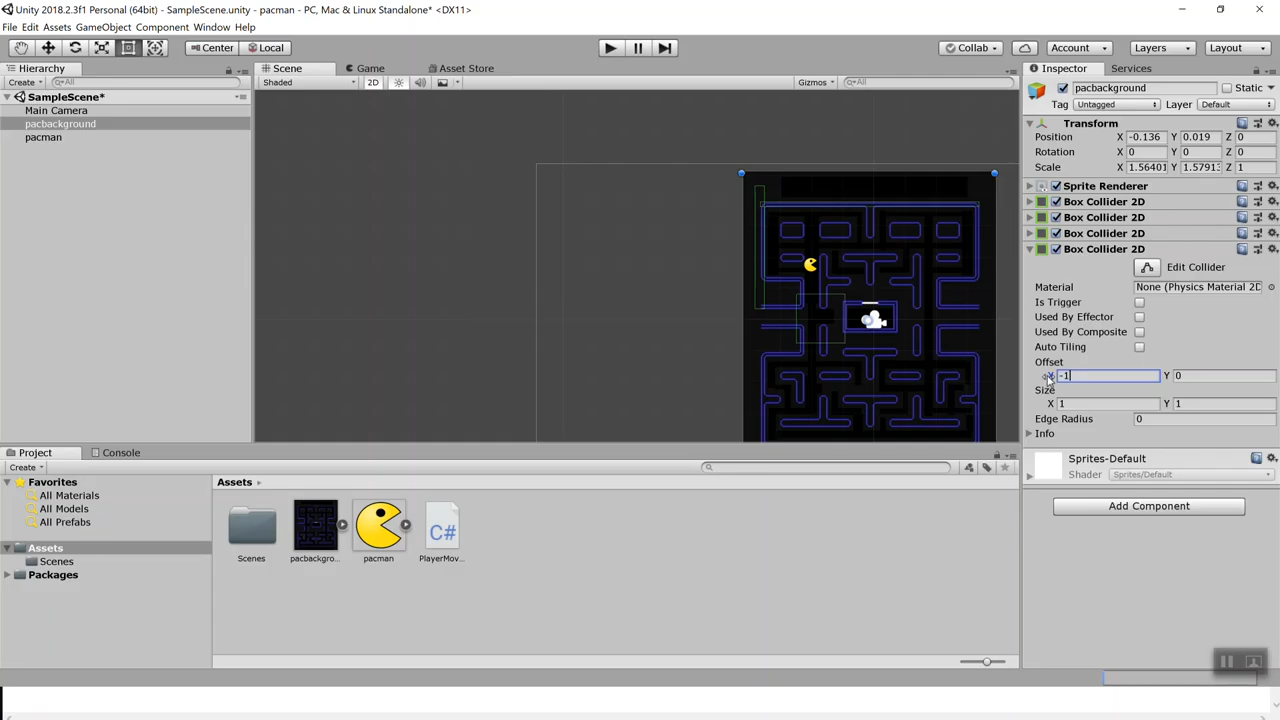 Unity 2018.2.3f1 Personal (64bit) - SampleScene.unity - pacman - PC, Mac & Linux Standalone* <DX11>
File Edit Assets GameObject Component Window Help
Center Local Collab Account Layers Layout
Hierarchy Scene Game Asset Store Inspector Services
Create All Shaded 2D Gizmos All pacbackground Static
SampleScene* Tag Untagged Layer Default
Main Camera
pacbackground Transform
pacman Position X -0.136 Y 0.019 Z 0
Rotation X 0 Y 0 Z 0
Scale X 1.56401 Y 1.57913 Z 1
Sprite Renderer
Box Collider 2D
Box Collider 2D
Box Collider 2D
Box Collider 2D
Edit Collider
Material None (Physics Material 2D
Is Trigger
Used By Effector
Used By Composite
Auto Tiling
Offset
X -1 Y 0
Size
X 1 Y 1
Edge Radius 0
Info
Project Console
Sprites-Default
Create Shader Sprites/Default
Favorites Assets
All Materials
All Models
All Prefabs
Add Component
Assets
Scenes
Packages
C#
Scenes pacbackgro... pacman PlayerMov...